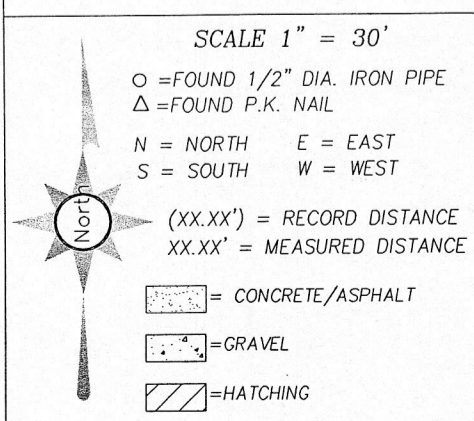 SCALE 1" = 30'
O =FOUND 1/2" DIA. IRON PIPE
Δ =FOUND P.K. NAIL
N = NORTH E = EAST
S = SOUTH W = WEST
North
(XX.XX') = RECORD DISTANCE
XX.XX' = MEASURED DISTANCE
= CONCRETE/ASPHALT
=GRAVEL
=HATCHING